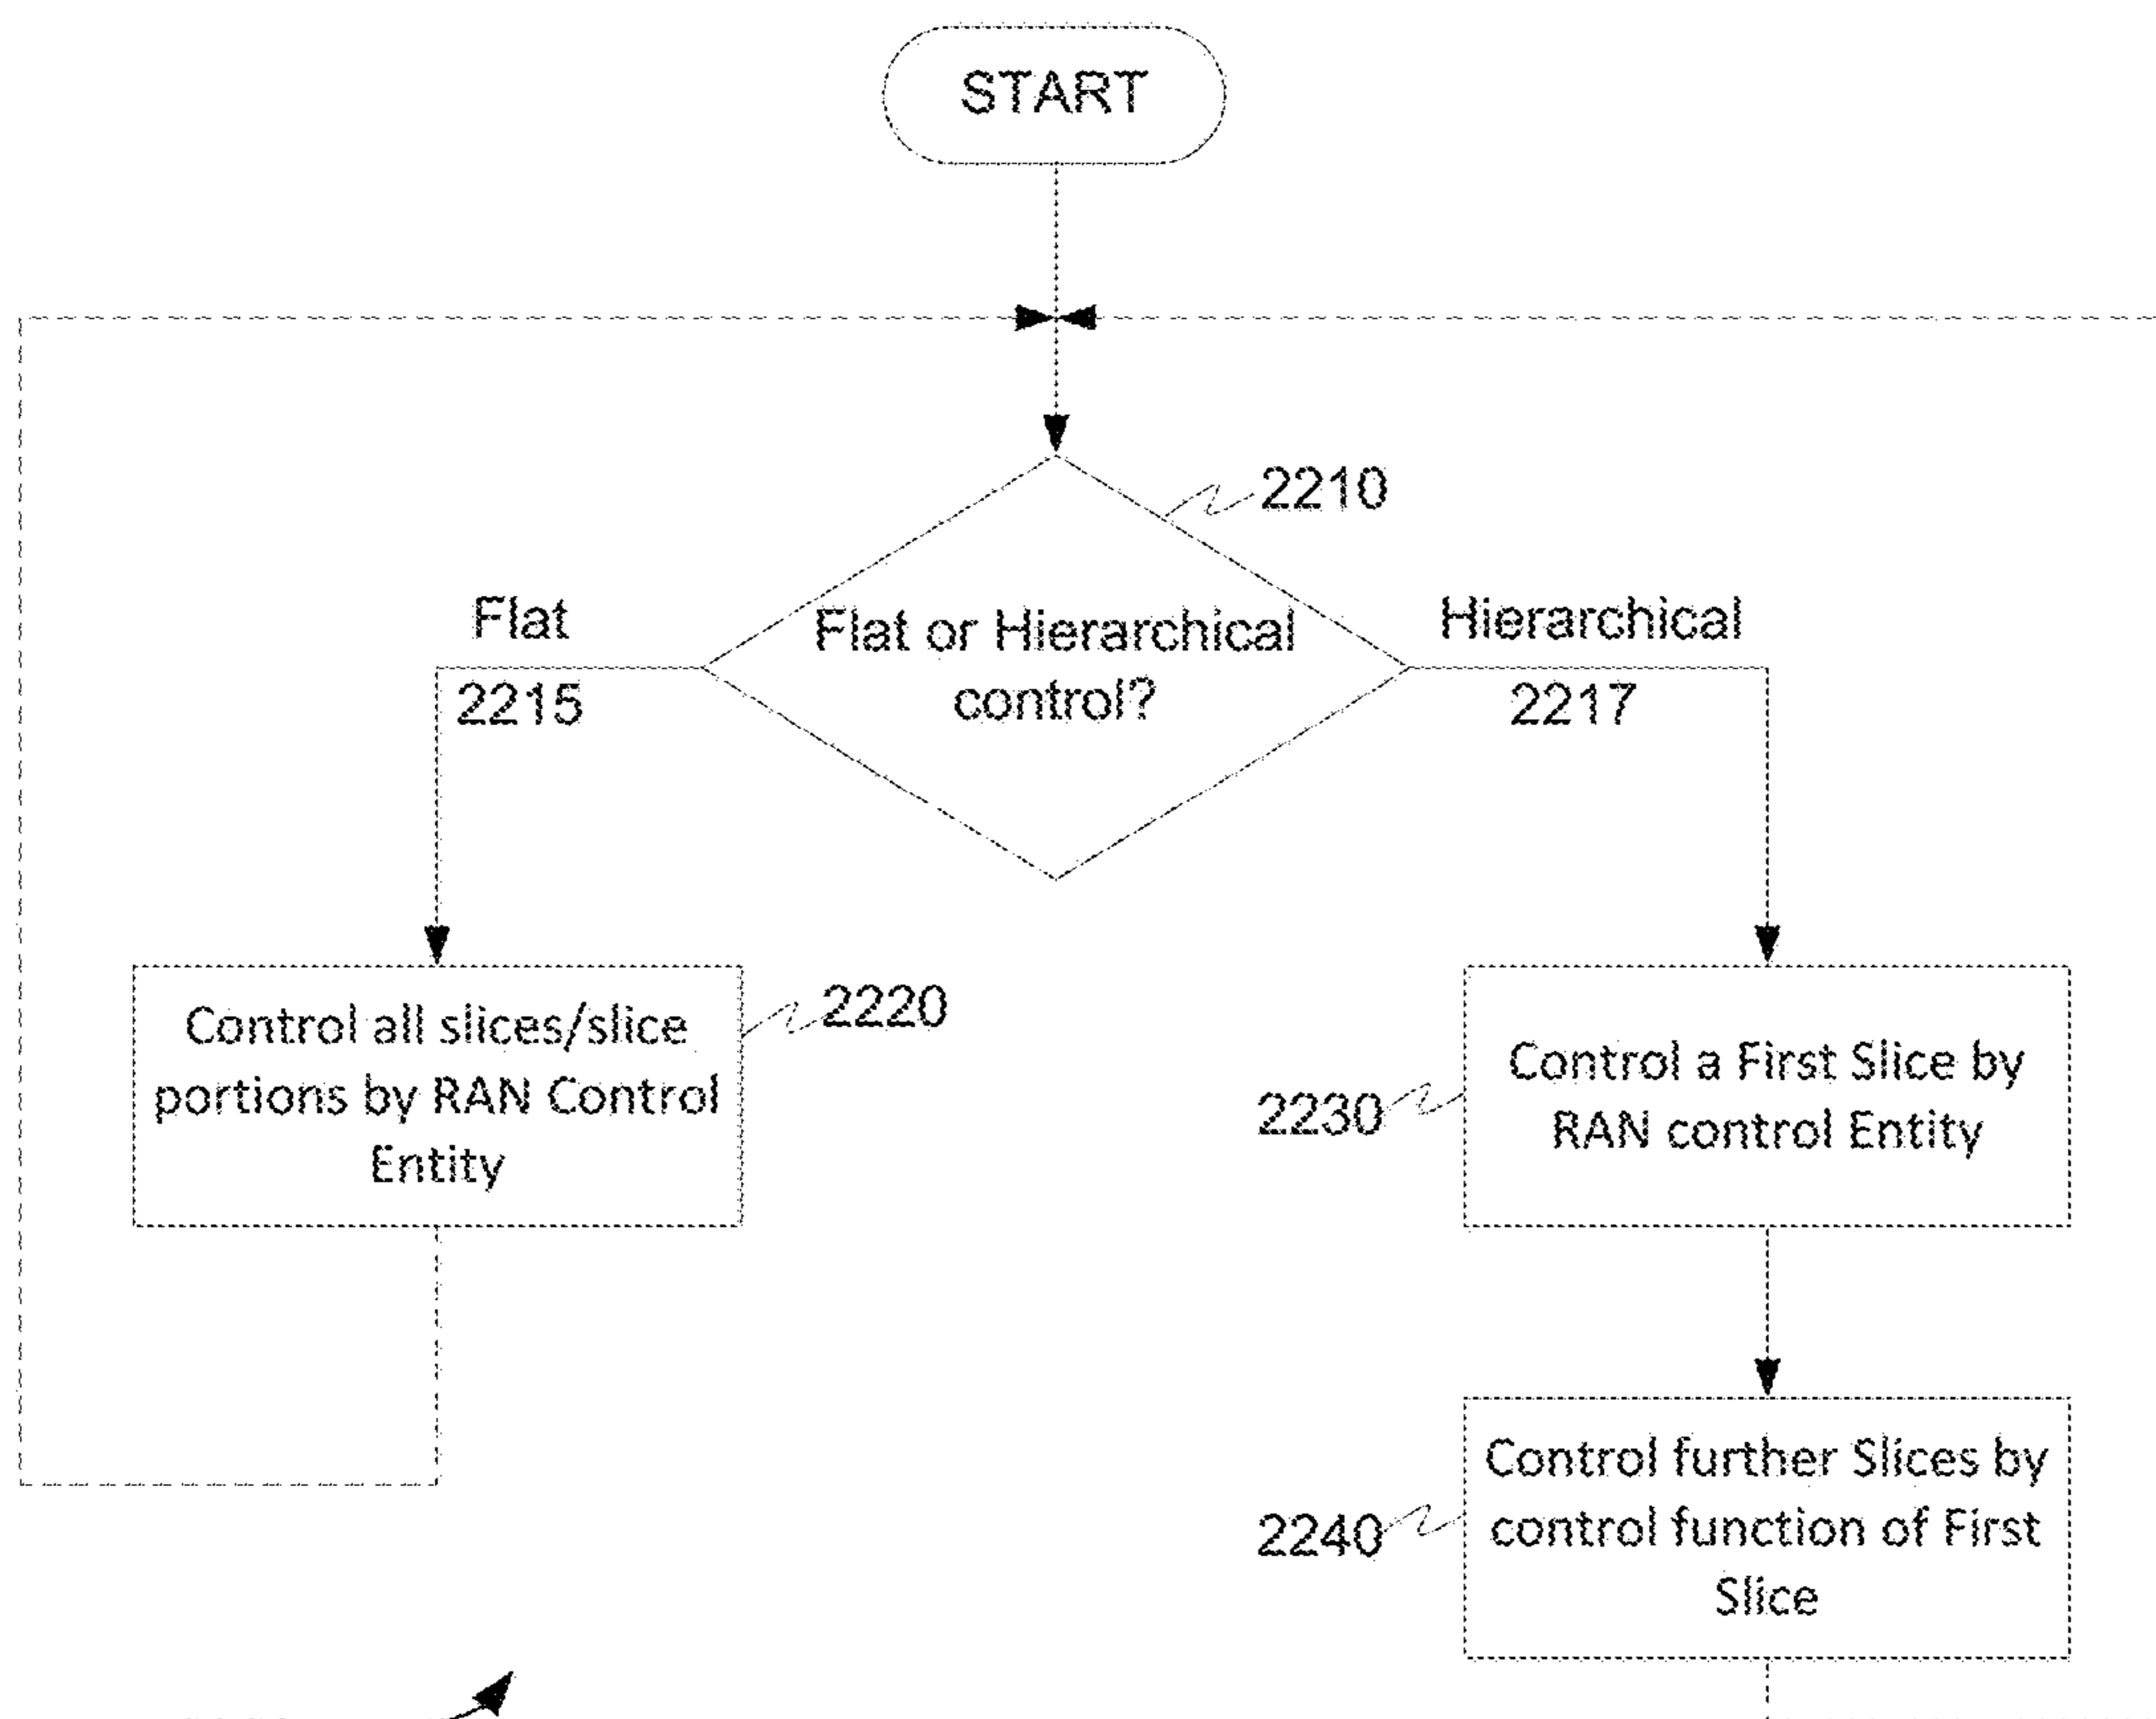 START
2210
Flat
Flat or Hierarchical
control?
Hierarchical
2215
2217
Control all slices/slice
portions by RAN Control
Entity
2220
Control a First Slice by
RAN control Entity
2230
Control further Slices by
control function of First
Slice
2240